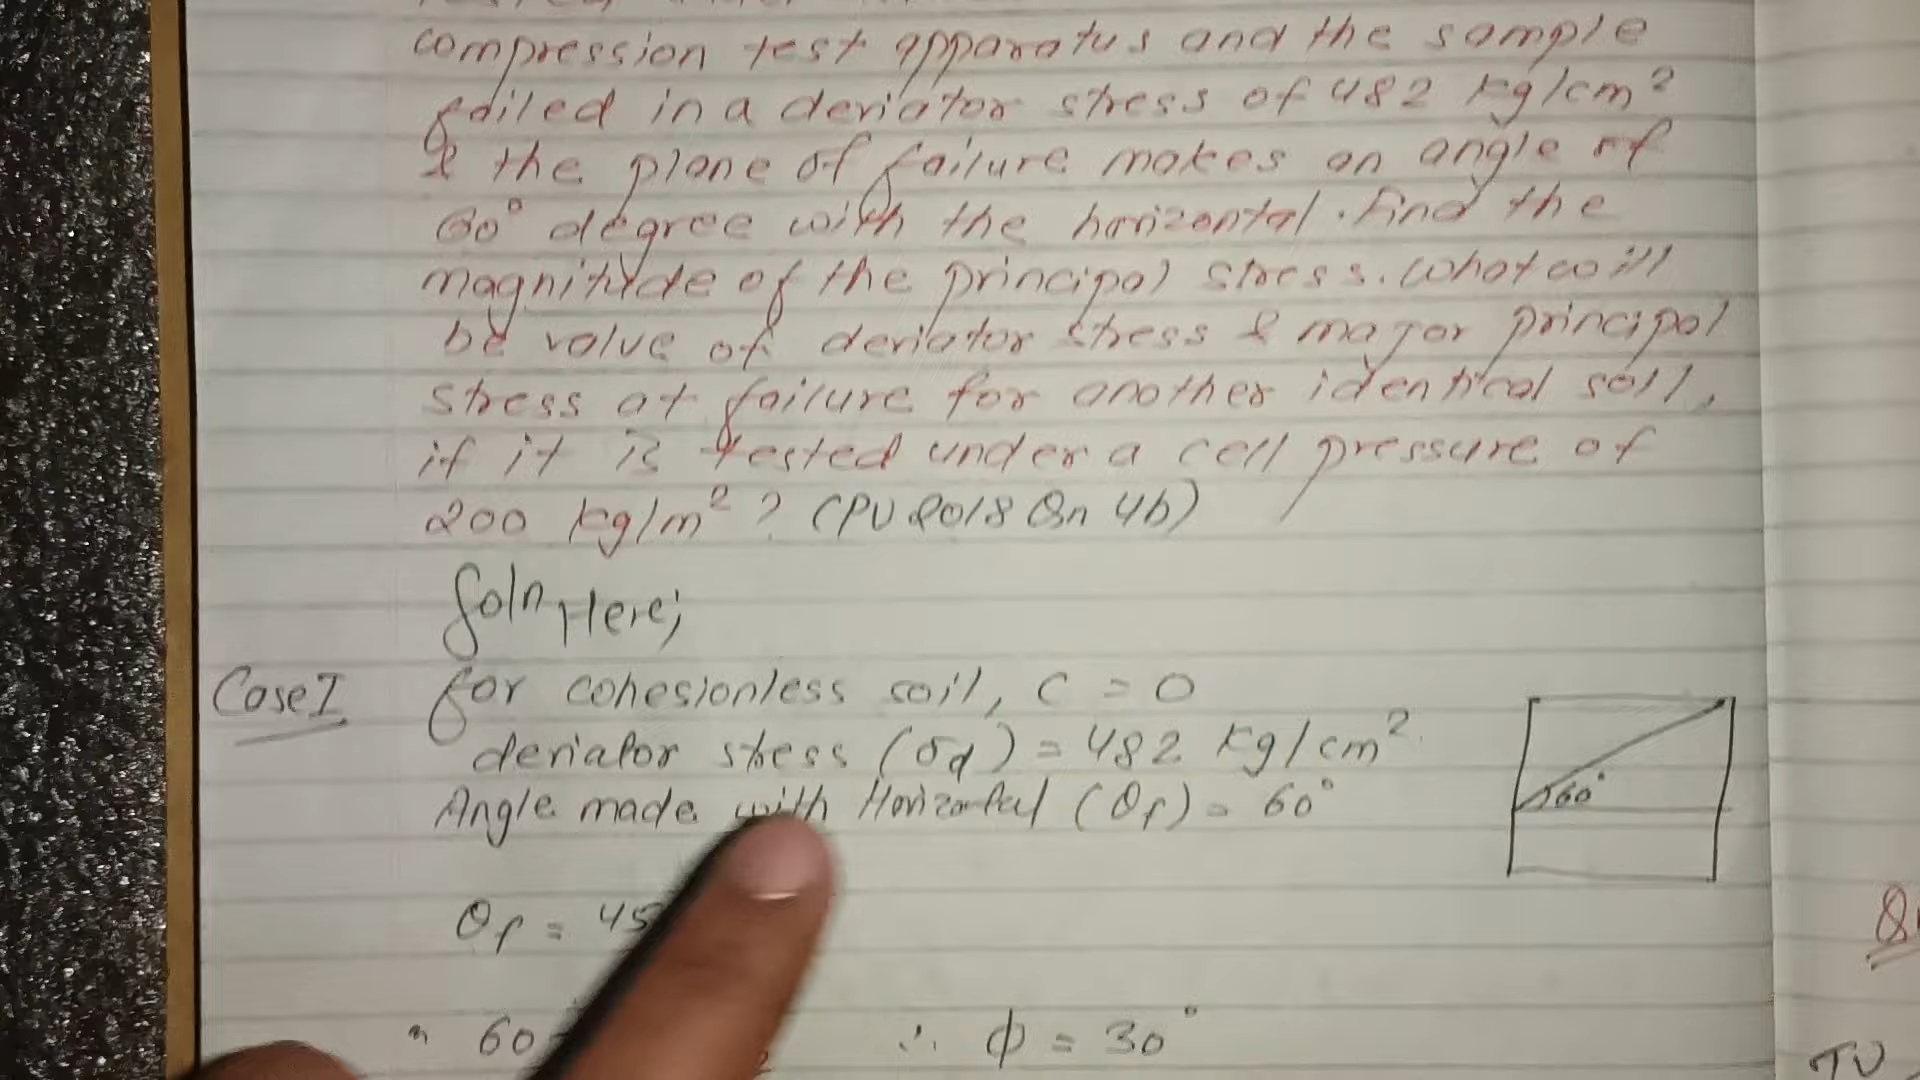 compression test apparatus and the sample
failed in a deviator stress of 482 kg/cm²
& the plane of failure makes an angle of
60° degree with the horizontal. Find the
magnitude of the principal stress. What will
be value of deviator stress & major principal
stress at failure for another identical soil,
if it is tested under a cell pressure of
200 kg/m² ? (PU 2018 Qn 4b)
Soln Here;
Case I
for cohesionless soil, C = 0
deviator stress (σd) = 482 kg/cm²
Angle made with Horizontal (θf) = 60°
60°
θf = 45
60
∴ ϕ = 30°
TU